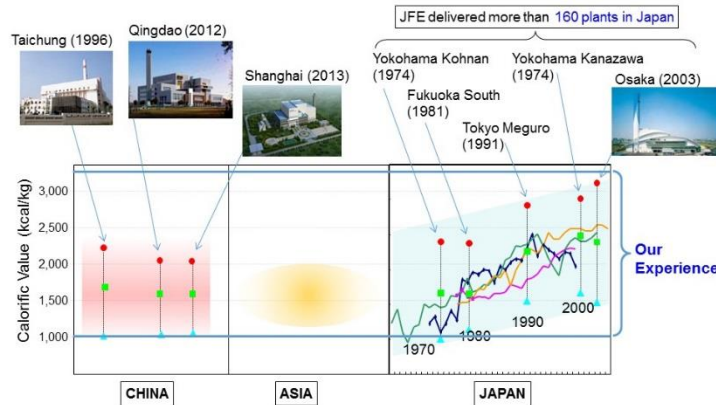 JFE delivered more than 160 plants in Japan
Taichung (1996)
Qingdao (2012)
Shanghai (2013)
Yokohama Kohnan
(1974)
Fukuoka South
(1981)
Tokyo Meguro
(1991)
Yokohama Kanazawa
(1974)
Osaka (2003)
Calorific Value (kcal/kg)
3,000
2,500
2,000
1,500
1,000
Our
Experience
1970
1980
1990
2000
CHINA
ASIA
JAPAN